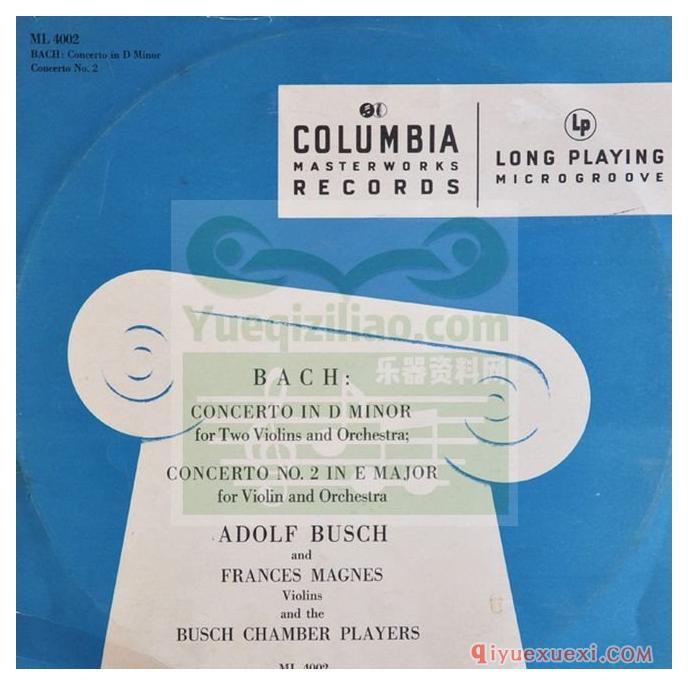 ML 4002
BACH: Concerto in D Minor
Concerto No. 2
COLUMBIA
MASTERWORKS
RECORDS
LP
LONG PLAYING
MICROGROOVE
Yueqiziliao.com
乐器资料网
BACH:
CONCERTO IN D MINOR
for Two Violins and Orchestra;
CONCERTO NO. 2 IN E MAJOR
for Violin and Orchestra
ADOLF BUSCH
and
FRANCES MAGNES
Violins
and the
BUSCH CHAMBER PLAYERS
ML 4002
Qiyuexuexi.COM